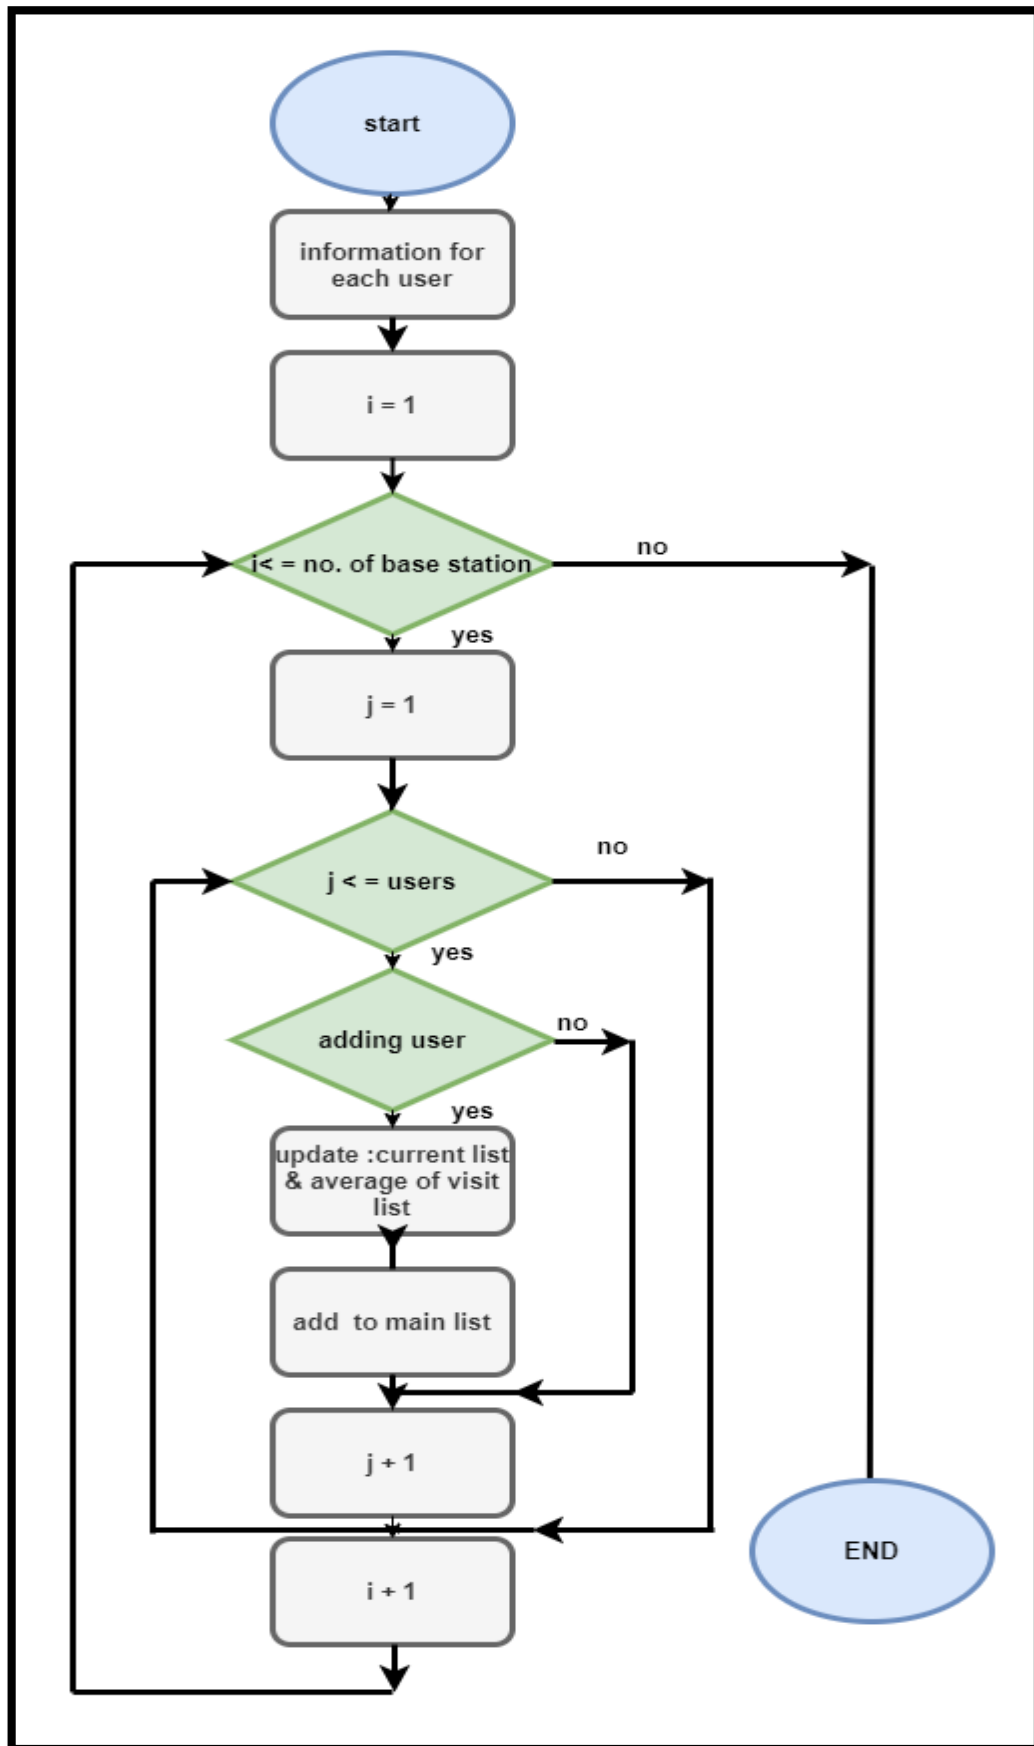 start
information for
each user
i = 1
i< = no. of base station
no
yes
j = 1
j < = users
no
yes
adding user
no
yes
update :current list
& average of visit
list
add  to main list
j + 1
i + 1
END